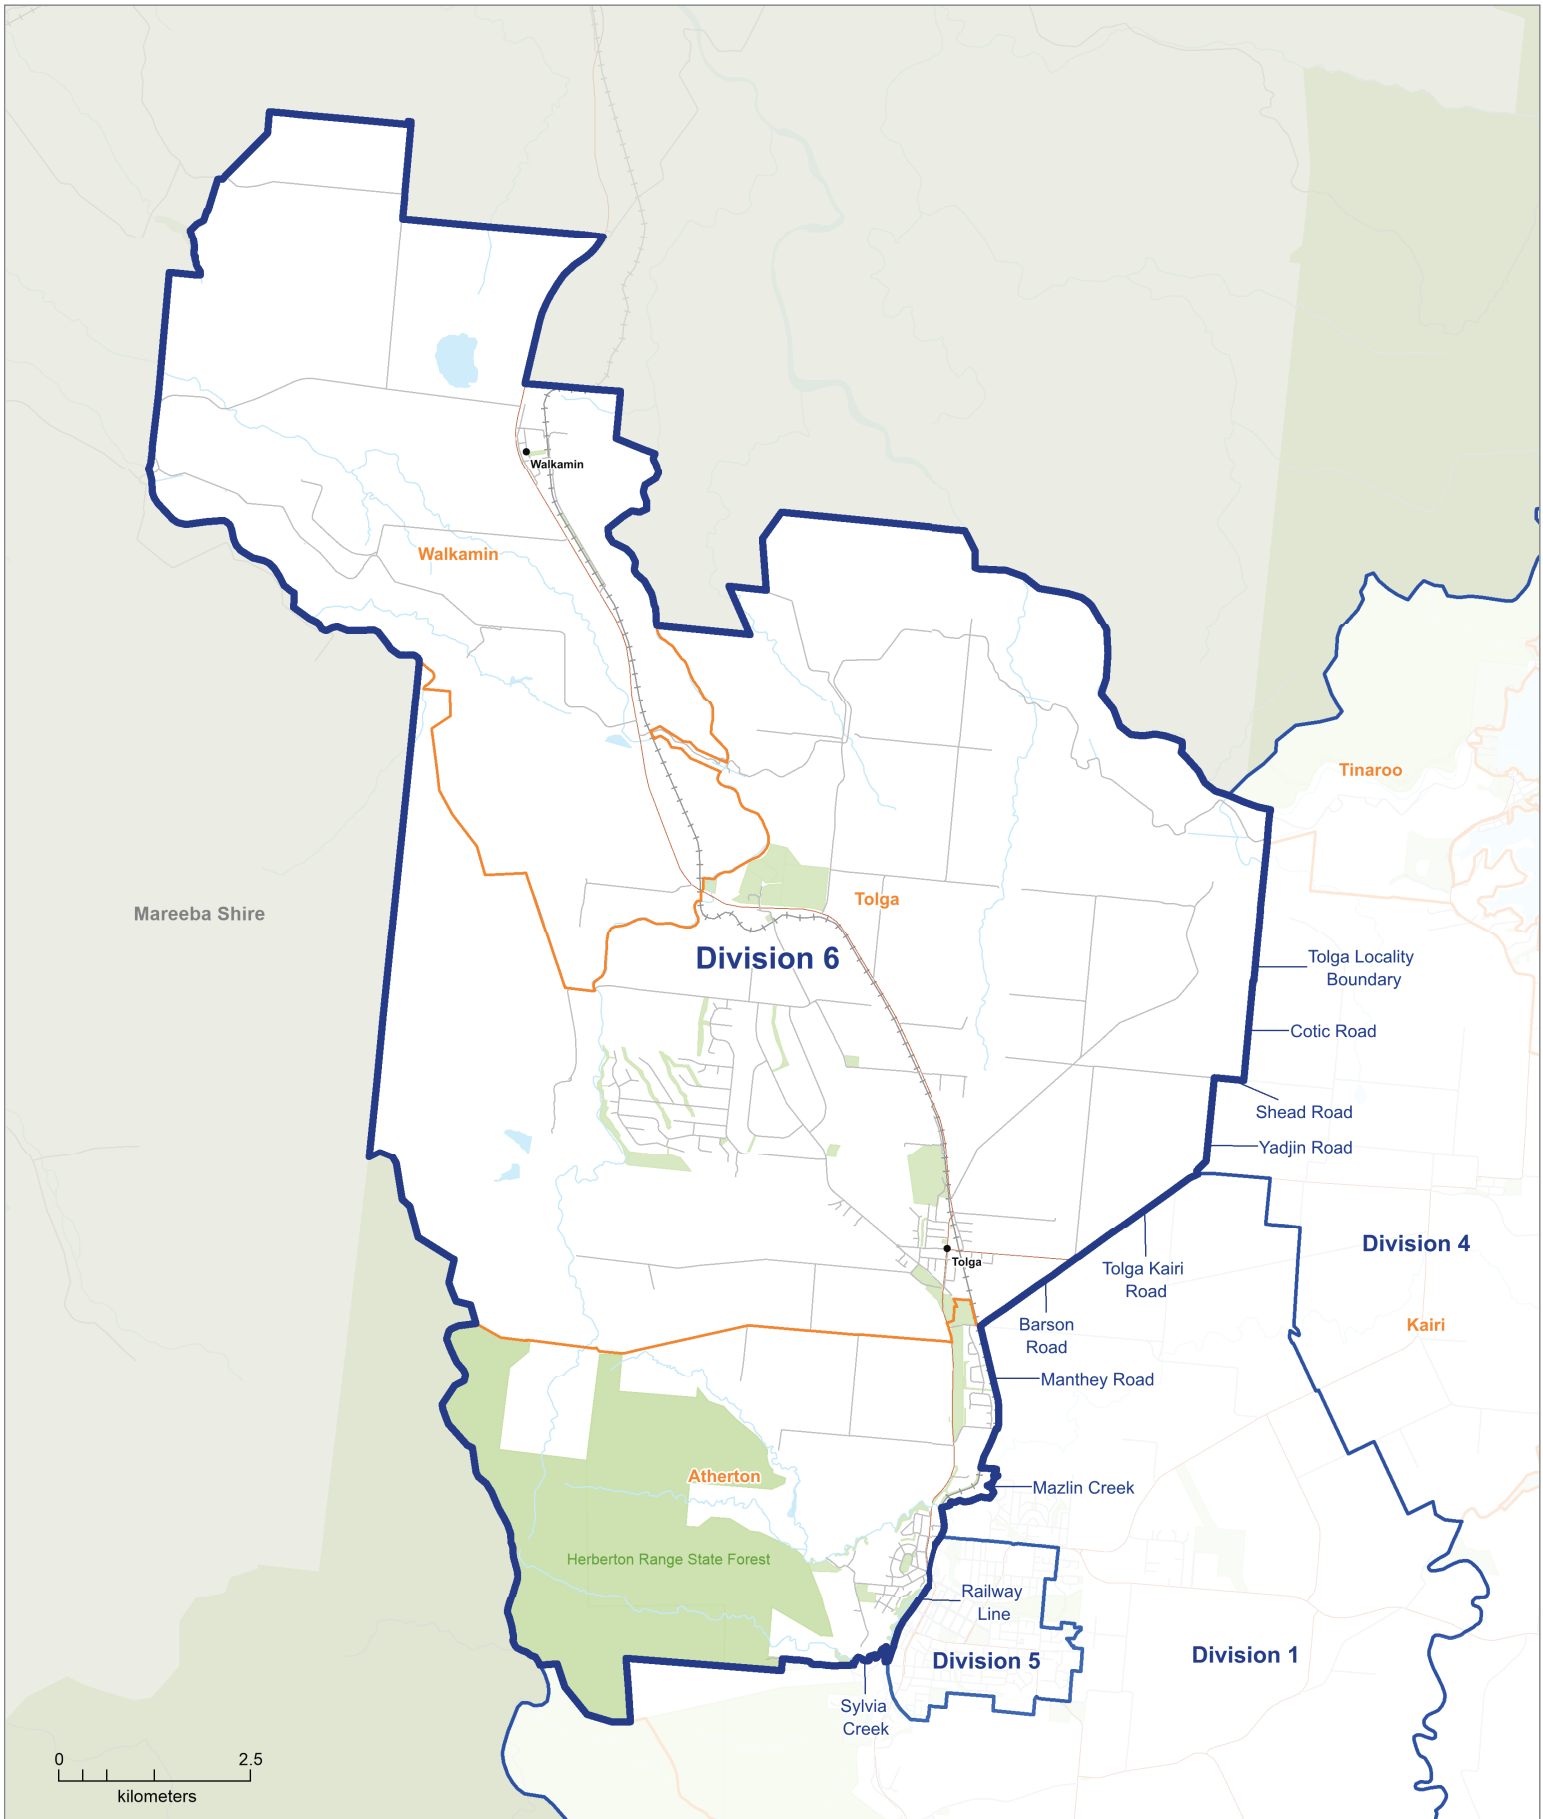 Walkamin
Walkamin
Tinaroo
Tolga
Mareeba Shire
Division 6
Tolga Locality
Boundary
Cotic Road
Shead Road
Yadjin Road
Division 4
Tolga
Tolga Kairi
Road
Barson
Road
Kairi
Manthey Road
Atherton
Mazlin Creek
Herberton Range State Forest
Railway
Line
Division 5
Division 1
Sylvia
Creek
0 2.5
kilometers